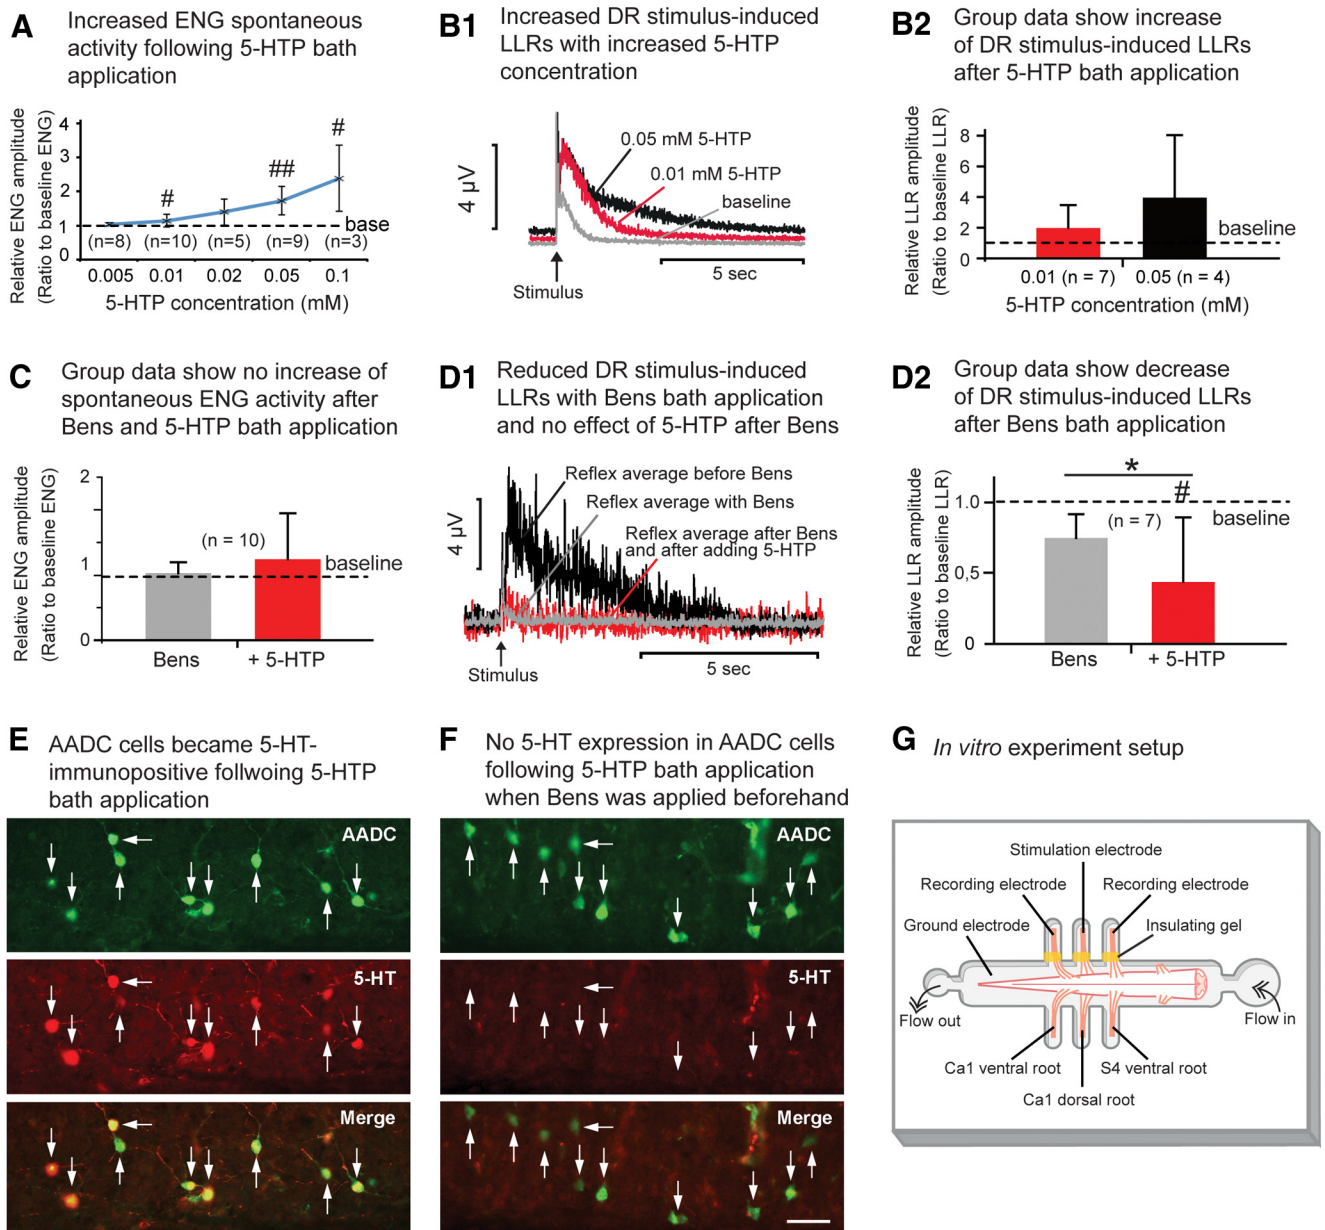 A
Increased ENG spontaneous
activity following 5-HTP bath
application
Relative ENG amplitude
(Ratio to baseline ENG)
4
3
2
1
0
#
##
#
base
(n=8)
(n=10)
(n=5)
(n=9)
(n=3)
0.005
0.01
0.02
0.05
0.1
5-HTP concentration (mM)
B1
Increased DR stimulus-induced
LLRs with increased 5-HTP
concentration
4 µV
0.05 mM 5-HTP
0.01 mM 5-HTP
baseline
5 sec
Stimulus
B2
Group data show increase
of DR stimulus-induced LLRs
after 5-HTP bath application
Relative LLR amplitude
(Ratio to baseline LLR)
8
6
4
2
0
baseline
0.01 (n = 7)
0.05 (n = 4)
5-HTP concentration (mM)
C
Group data show no increase of
spontaneous ENG activity after
Bens and 5-HTP bath application
Relative ENG amplitude
(Ratio to baseline ENG)
2
1
0
(n = 10)
baseline
Bens
+ 5-HTP
D1
Reduced DR stimulus-induced
LLRs with Bens bath application
and no effect of 5-HTP after Bens
4 µV
Reflex average before Bens
Reflex average with Bens
Reflex average after Bens
and after adding 5-HTP
5 sec
Stimulus
D2
Group data show decrease
of DR stimulus-induced LLRs
after Bens bath application
Relative LLR amplitude
(Ratio to baseline LLR)
1.0
0,5
0
*
#
(n = 7)
baseline
Bens
+ 5-HTP
E
AADC cells became 5-HT-
immunopositive follwoing 5-HTP
bath application
AADC
5-HT
Merge
F
No 5-HT expression in AADC cells
following 5-HTP bath application
when Bens was applied beforehand
AADC
5-HT
Merge
G
In vitro experiment setup
Stimulation electrode
Recording electrode
Recording electrode
Ground electrode
Insulating gel
Flow out
Flow in
Ca1 ventral root
S4 ventral root
Ca1 dorsal root